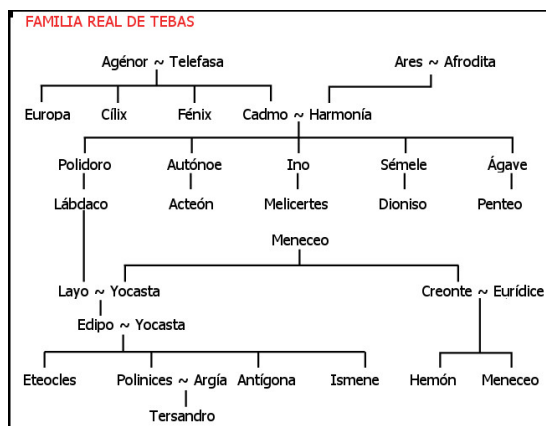 FAMILIA REAL DE TEBAS
Agénor ~ Telefasa Ares ~ Afrodita
Europa Cílix Fénix Cadmo ~ Harmonía
Polidoro Autónoe Ino Sémele Ágave
Lábdaco Acteón Melicertes Dioniso Penteo
Meneceo
Layo ~ Yocasta Creonte ~ Eurídice
Edipo ~ Yocasta
Eteocles Polinices ~ Argía Antígona Ismene Hemón Meneceo
Tersandro